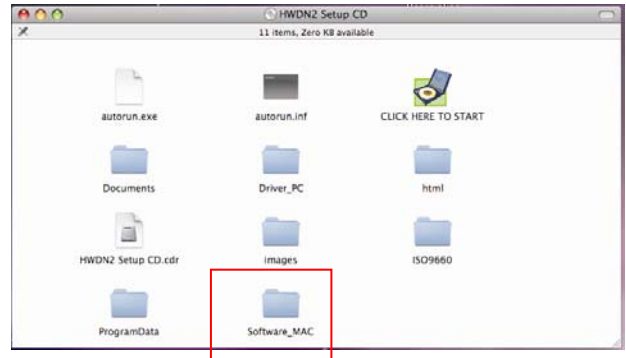 HWDN2 Setup CD
11 items, Zero KB available
autorun.exe autorun.inf CLICK HERE TO START
Documents Driver_PC html
HWDN2 Setup CD.cdr images ISO9660
ProgramData Software_MAC